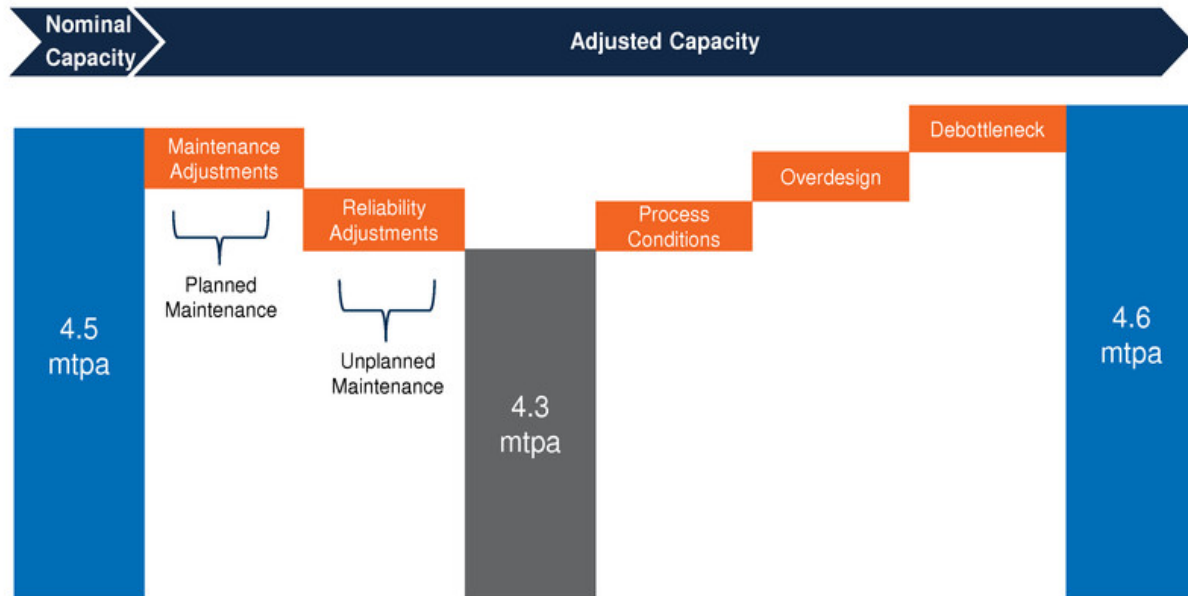 Nominal
Capacity
Adjusted Capacity
Maintenance
Adjustments
Reliability
Adjustments
Planned
Maintenance
Unplanned
Maintenance
4.5
mtpa
4.3
mtpa
Process
Conditions
Overdesign
Debottleneck
4.6
mtpa